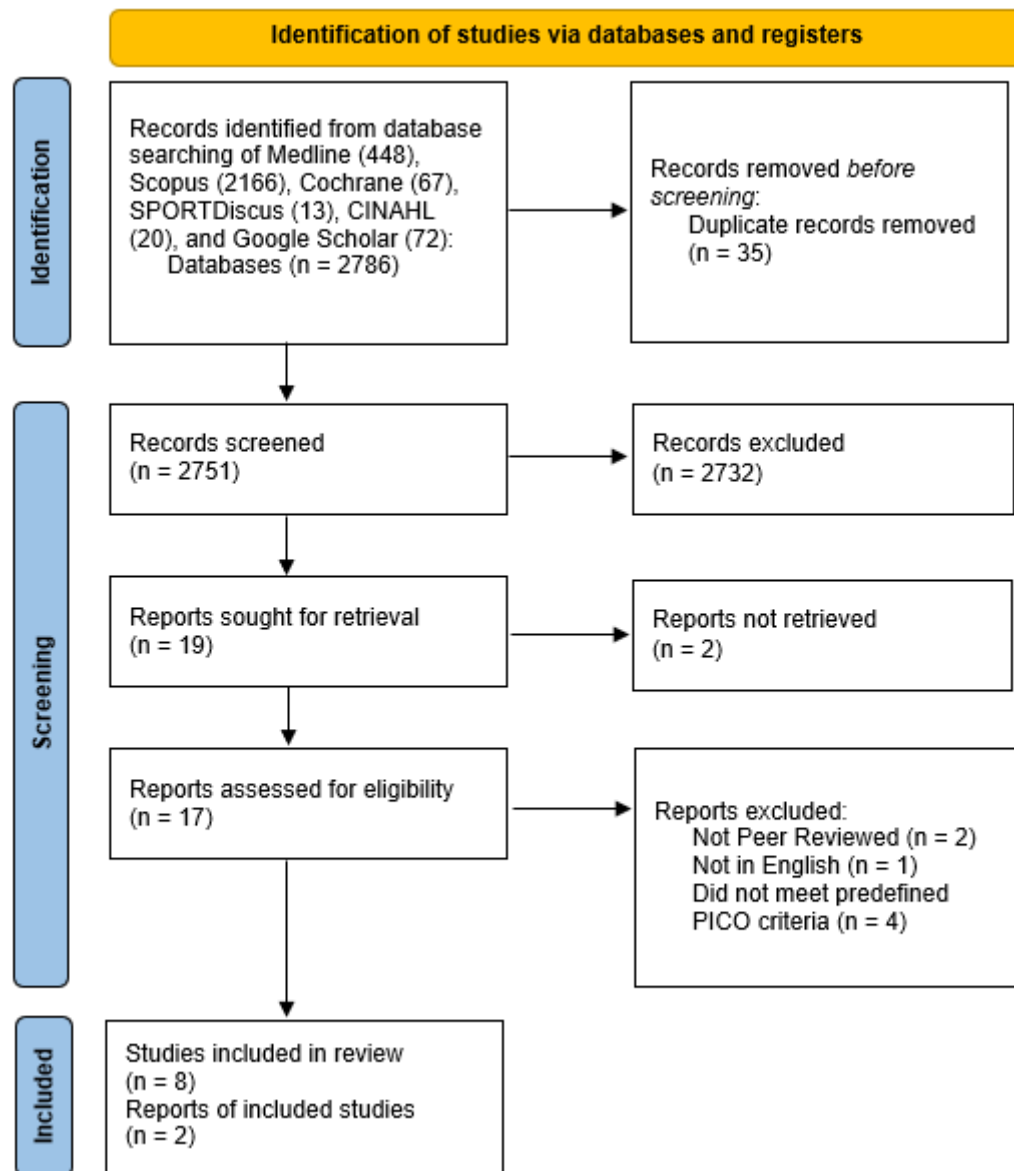 Identification of studies via databases and registers
Identification
Records identified from database
searching of Medline (448),
Scopus (2166), Cochrane (67),
SPORTDiscus (13), CINAHL
(20), and Google Scholar (72):
Databases (n = 2786)
Records removed before
screening:
Duplicate records removed
(n = 35)
Screening
Records screened
(n = 2751)
Records excluded
(n = 2732)
Reports sought for retrieval
(n = 19)
Reports not retrieved
(n = 2)
Reports assessed for eligibility
(n = 17)
Reports excluded:
Not Peer Reviewed (n = 2)
Not in English (n = 1)
Did not meet predefined
PICO criteria (n = 4)
Included
Studies included in review
(n = 8)
Reports of included studies
(n = 2)